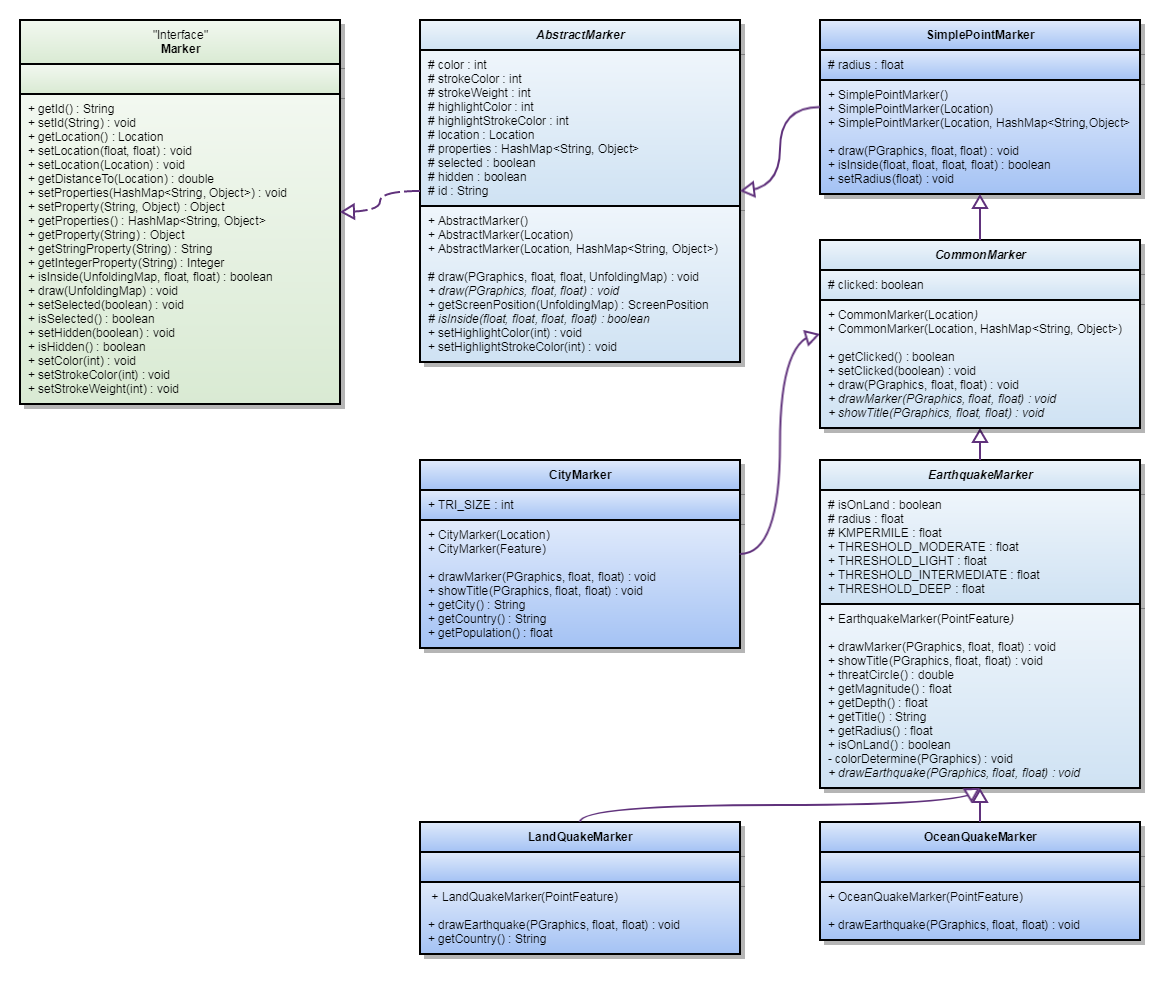 "Interface"
Marker
+ getId() : String
+ setId(String) : void
+ getLocation() : Location
+ setLocation(float, float) : void
+ setLocation(Location) : void
+ getDistanceTo(Location) : double
+ setProperties(HashMap<String, Object>) : void
+ setProperty(String, Object) : Object
+ getProperties() : HashMap<String, Object>
+ getProperty(String) : Object
+ getStringProperty(String) : String
+ getIntegerProperty(String) : Integer
+ isInside(UnfoldingMap, float, float) : boolean
+ draw(UnfoldingMap) : void
+ setSelected(boolean) : void
+ isSelected() : boolean
+ setHidden(boolean) : void
+ isHidden() : boolean
+ setColor(int) : void
+ setStrokeColor(int) : void
+ setStrokeWeight(int) : void
AbstractMarker
# color : int
# strokeColor : int
# strokeWeight : int
# highlightColor : int
# highlightStrokeColor : int
# location : Location
# properties : HashMap<String, Object>
# selected : boolean
# hidden : boolean
# id : String
+ AbstractMarker()
+ AbstractMarker(Location)
+ AbstractMarker(Location, HashMap<String, Object>)
# draw(PGraphics, float, float, UnfoldingMap) : void
+ draw(PGraphics, float, float) : void
+ getScreenPosition(UnfoldingMap) : ScreenPosition
# isInside(float, float, float, float) : boolean
+ setHighlightColor(int) : void
+ setHighlightStrokeColor(int) : void
SimplePointMarker
# radius : float
+ SimplePointMarker()
+ SimplePointMarker(Location)
+ SimplePointMarker(Location, HashMap<String,Object>
+ draw(PGraphics, float, float) : void
+ isInside(float, float, float, float) : boolean
+ setRadius(float) : void
CommonMarker
# clicked: boolean
+ CommonMarker(Location)
+ CommonMarker(Location, HashMap<String, Object>)
+ getClicked() : boolean
+ setClicked(boolean) : void
+ draw(PGraphics, float, float) : void
+ drawMarker(PGraphics, float, float) : void
+ showTitle(PGraphics, float, float) : void
CityMarker
+ TRI_SIZE : int
+ CityMarker(Location)
+ CityMarker(Feature)
+ drawMarker(PGraphics, float, float) : void
+ showTitle(PGraphics, float, float) : void
+ getCity() : String
+ getCountry() : String
+ getPopulation() : float
EarthquakeMarker
# isOnLand : boolean
# radius : float
# KMPERMILE : float
+ THRESHOLD_MODERATE : float
+ THRESHOLD_LIGHT : float
+ THRESHOLD_INTERMEDIATE : float
+ THRESHOLD_DEEP : float
+ EarthquakeMarker(PointFeature)
+ drawMarker(PGraphics, float, float) : void
+ showTitle(PGraphics, float, float) : void
+ threatCircle() : double
+ getMagnitude() : float
+ getDepth() : float
+ getTitle() : String
+ getRadius() : float
+ isOnLand() : boolean
- colorDetermine(PGraphics) : void
+ drawEarthquake(PGraphics, float, float) : void
LandQuakeMarker
+ LandQuakeMarker(PointFeature)
+ drawEarthquake(PGraphics, float, float) : void
+ getCountry() : String
OceanQuakeMarker
+ OceanQuakeMarker(PointFeature)
+ drawEarthquake(PGraphics, float, float) : void